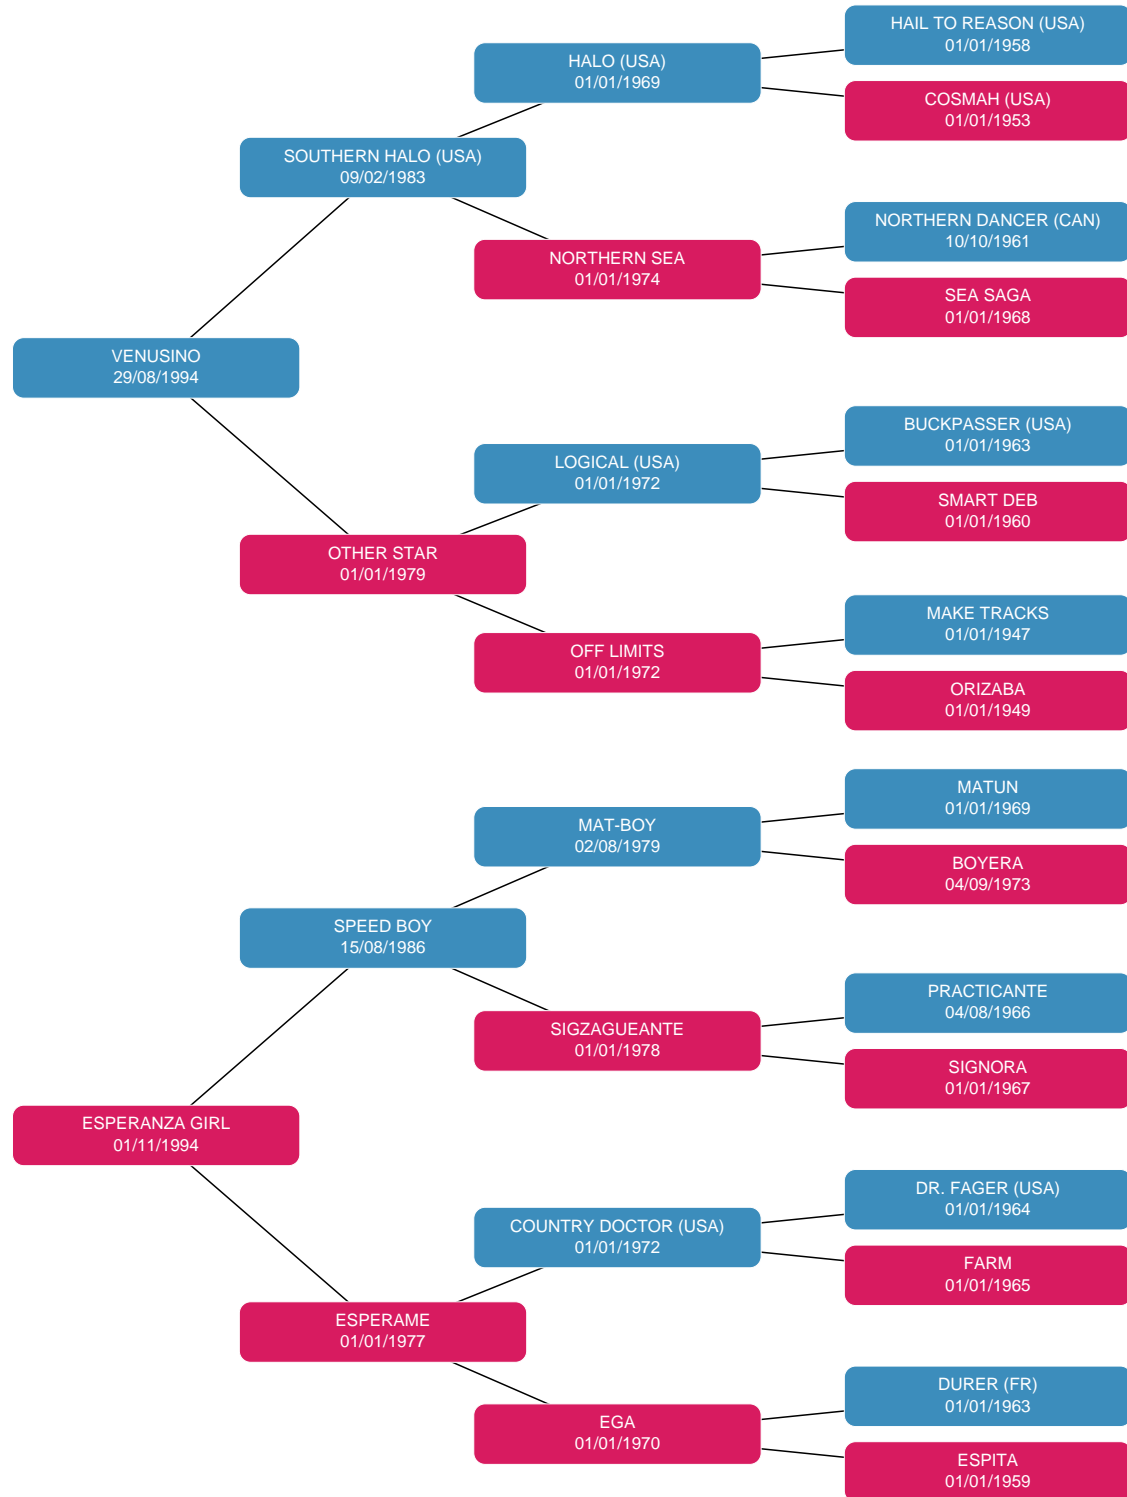 HAIL TO REASON (USA)
01/01/1958
HALO (USA)
01/01/1969
COSMAH (USA)
01/01/1953
SOUTHERN HALO (USA)
09/02/1983
NORTHERN DANCER (CAN)
10/10/1961
NORTHERN SEA
01/01/1974
SEA SAGA
01/01/1968
VENUSINO
29/08/1994
BUCKPASSER (USA)
01/01/1963
LOGICAL (USA)
01/01/1972
SMART DEB
01/01/1960
OTHER STAR
01/01/1979
MAKE TRACKS
01/01/1947
OFF LIMITS
01/01/1972
ORIZABA
01/01/1949
MATUN
01/01/1969
MAT-BOY
02/08/1979
BOYERA
04/09/1973
SPEED BOY
15/08/1986
PRACTICANTE
04/08/1966
SIGZAGUEANTE
01/01/1978
SIGNORA
01/01/1967
ESPERANZA GIRL
01/11/1994
DR. FAGER (USA)
01/01/1964
COUNTRY DOCTOR (USA)
01/01/1972
FARM
01/01/1965
ESPERAME
01/01/1977
DURER (FR)
01/01/1963
EGA
01/01/1970
ESPITA
01/01/1959